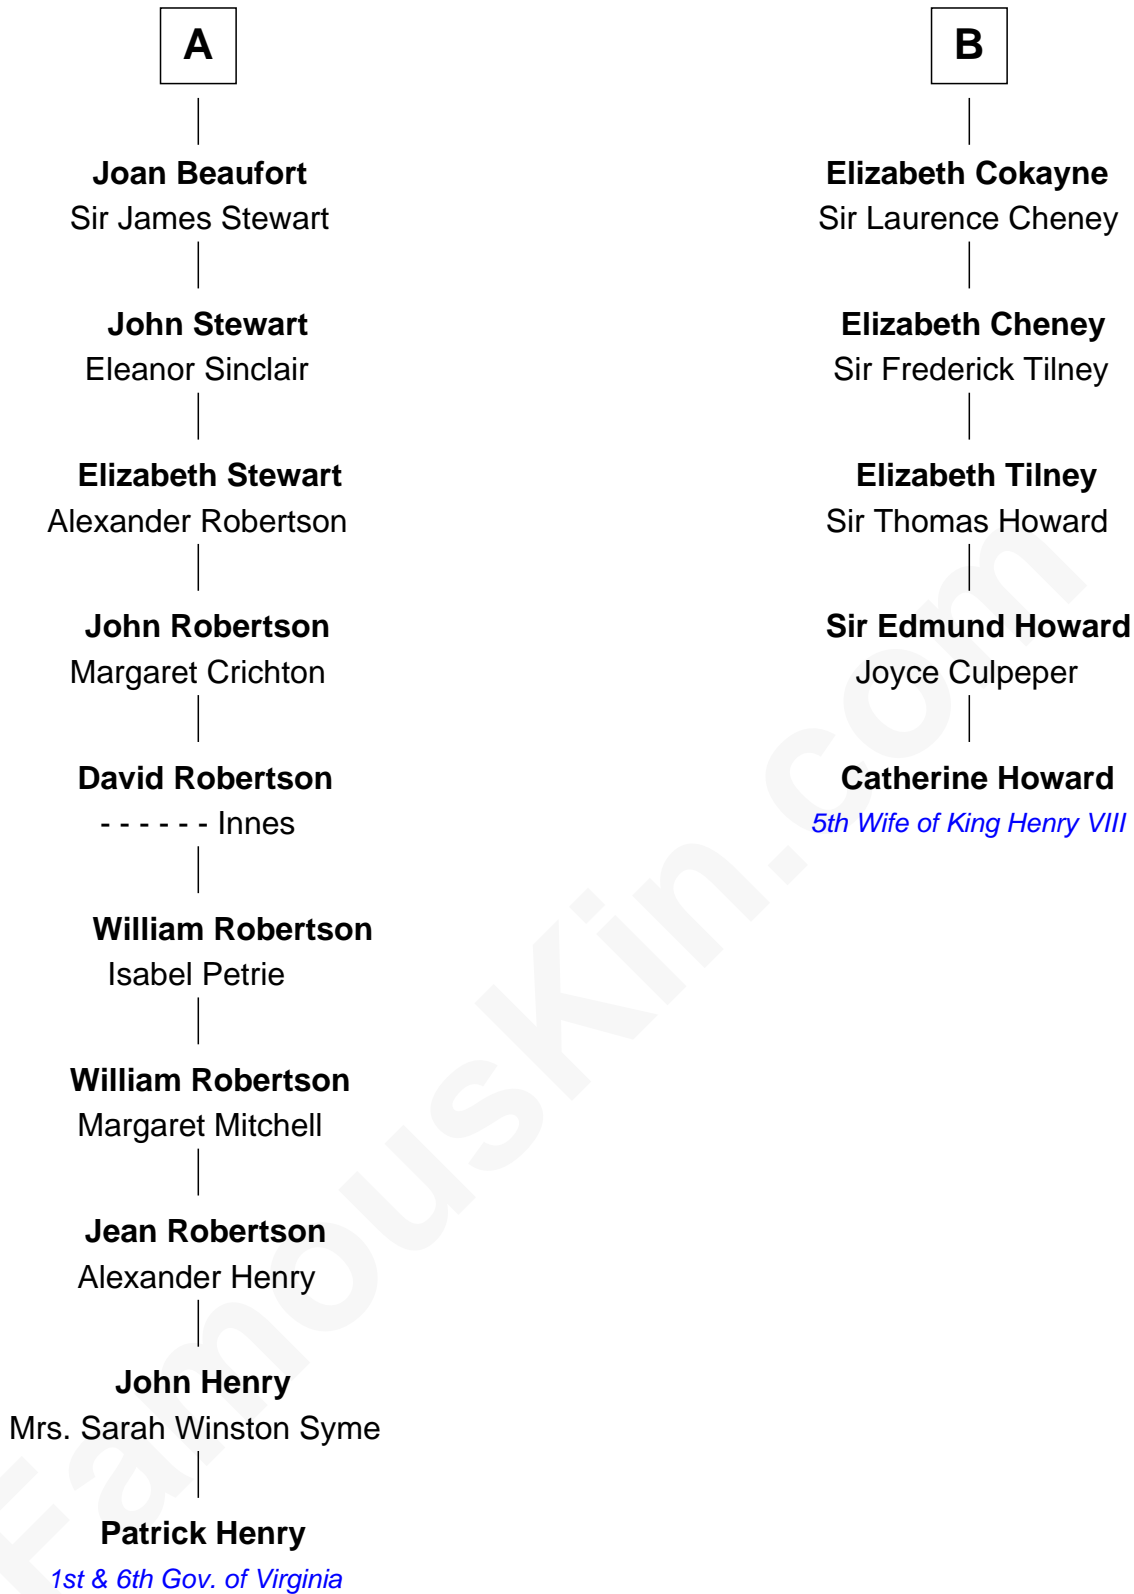 A
Joan Beaufort
Sir James Stewart
John Stewart
Eleanor Sinclair
Elizabeth Stewart
Alexander Robertson
John Robertson
Margaret Crichton
David Robertson
- - - - - - Innes
William Robertson
Isabel Petrie
William Robertson
Margaret Mitchell
Jean Robertson
Alexander Henry
John Henry
Mrs. Sarah Winston Syme
Patrick Henry
1st & 6th Gov. of Virginia
B
Elizabeth Cokayne
Sir Laurence Cheney
Elizabeth Cheney
Sir Frederick Tilney
Elizabeth Tilney
Sir Thomas Howard
Sir Edmund Howard
Joyce Culpeper
Catherine Howard
5th Wife of King Henry VIII
FamousKin.com